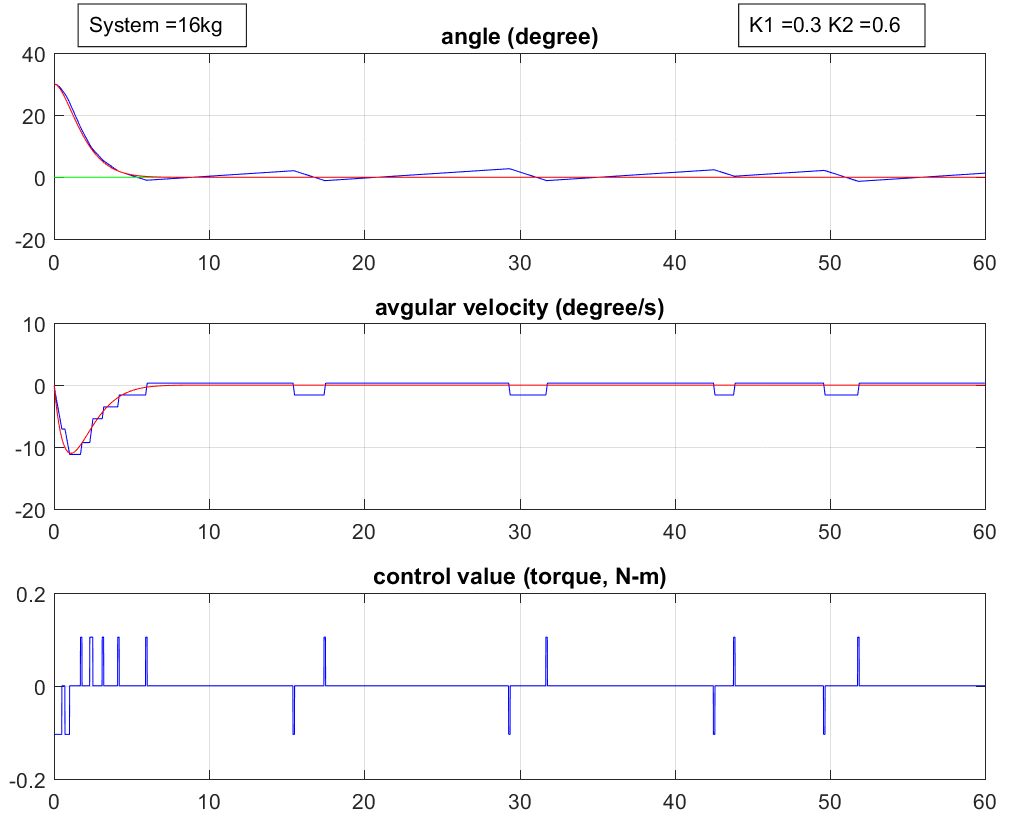 System =16kg
K1 =0.3 K2 =0.6
angle (degree)
40
20
0
-20
0 10 20 30 40 50 60
avgular velocity (degree/s)
10
0
-10
-20
0 10 20 30 40 50 60
control value (torque, N-m)
0.2
0
-0.2
0 10 20 30 40 50 60